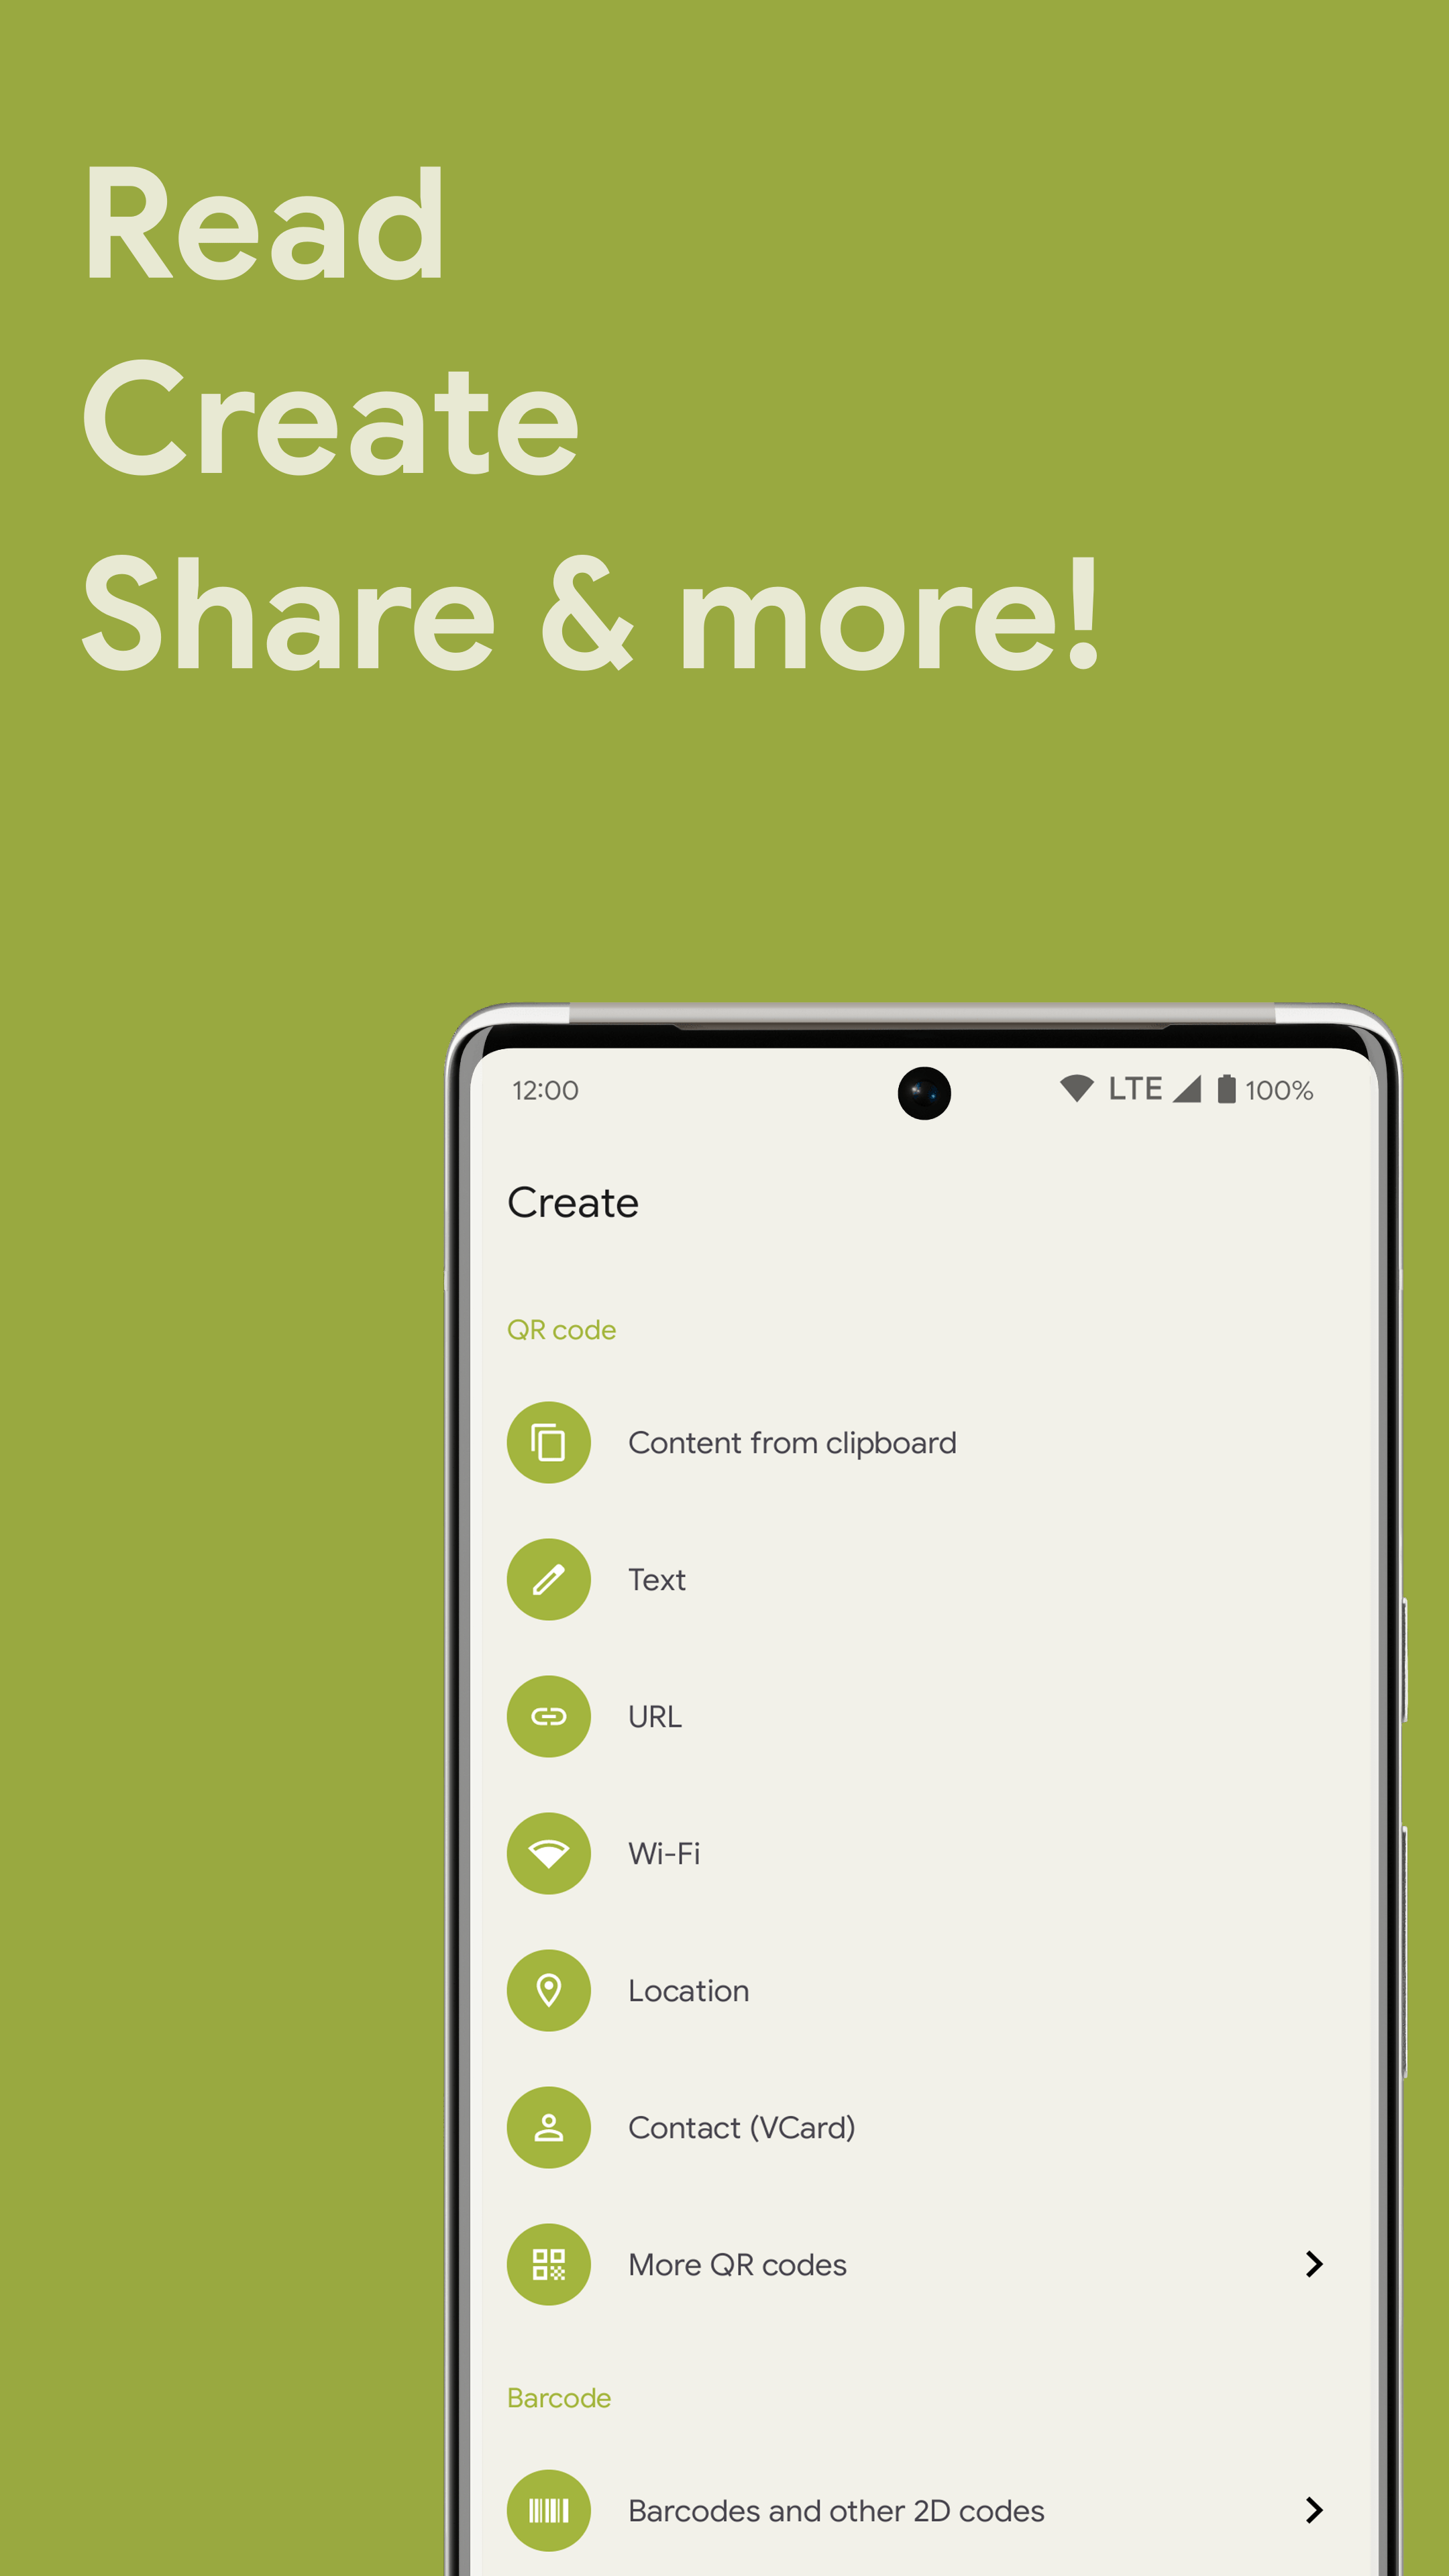 Read
Create
Share & more!
12:00 LTE 100%
Create
QR code
Content from clipboard
Text
URL
Wi-Fi
Location
Contact (VCard)
More QR codes
Barcode
Barcodes and other 2D codes